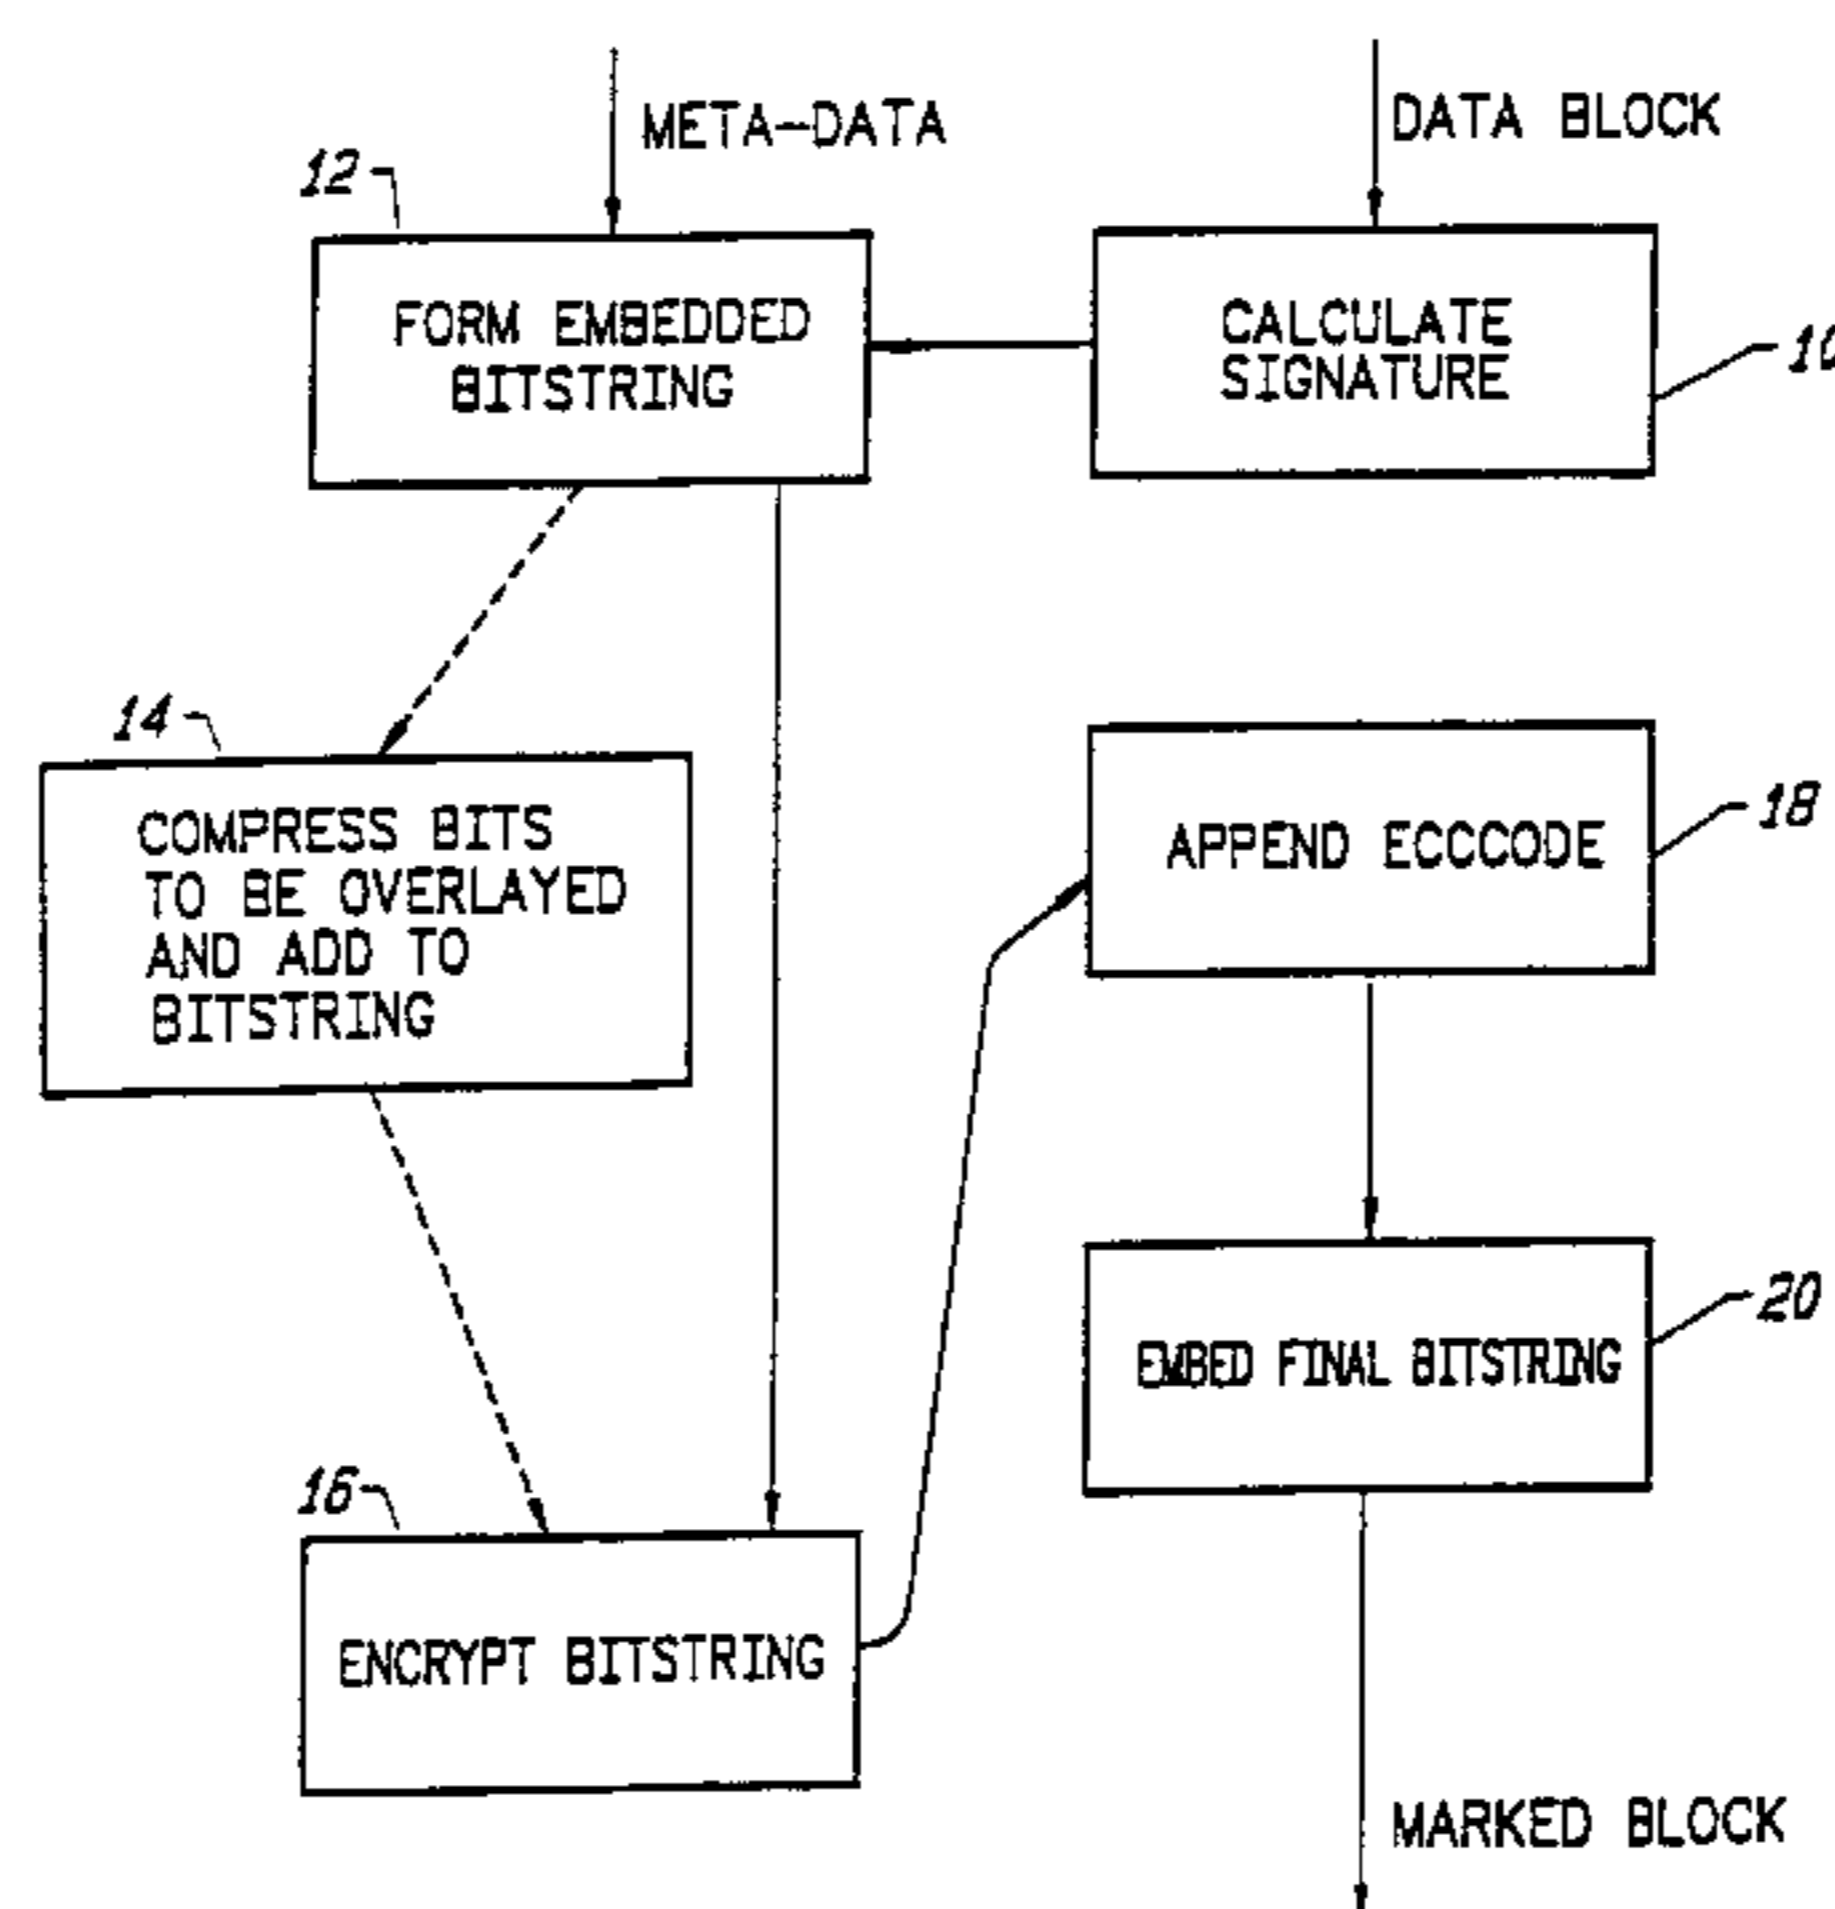 META-DATA
DATA BLOCK
12
FORM EMBEDDED
BITSTRING
CALCULATE
SIGNATURE
10
14
COMPRESS BITS
TO BE OVERLAYED
AND ADD TO
BITSTRING
APPEND ECCCODE
18
EMBED FINAL BITSTRING
20
16
ENCRYPT BITSTRING
MARKED BLOCK